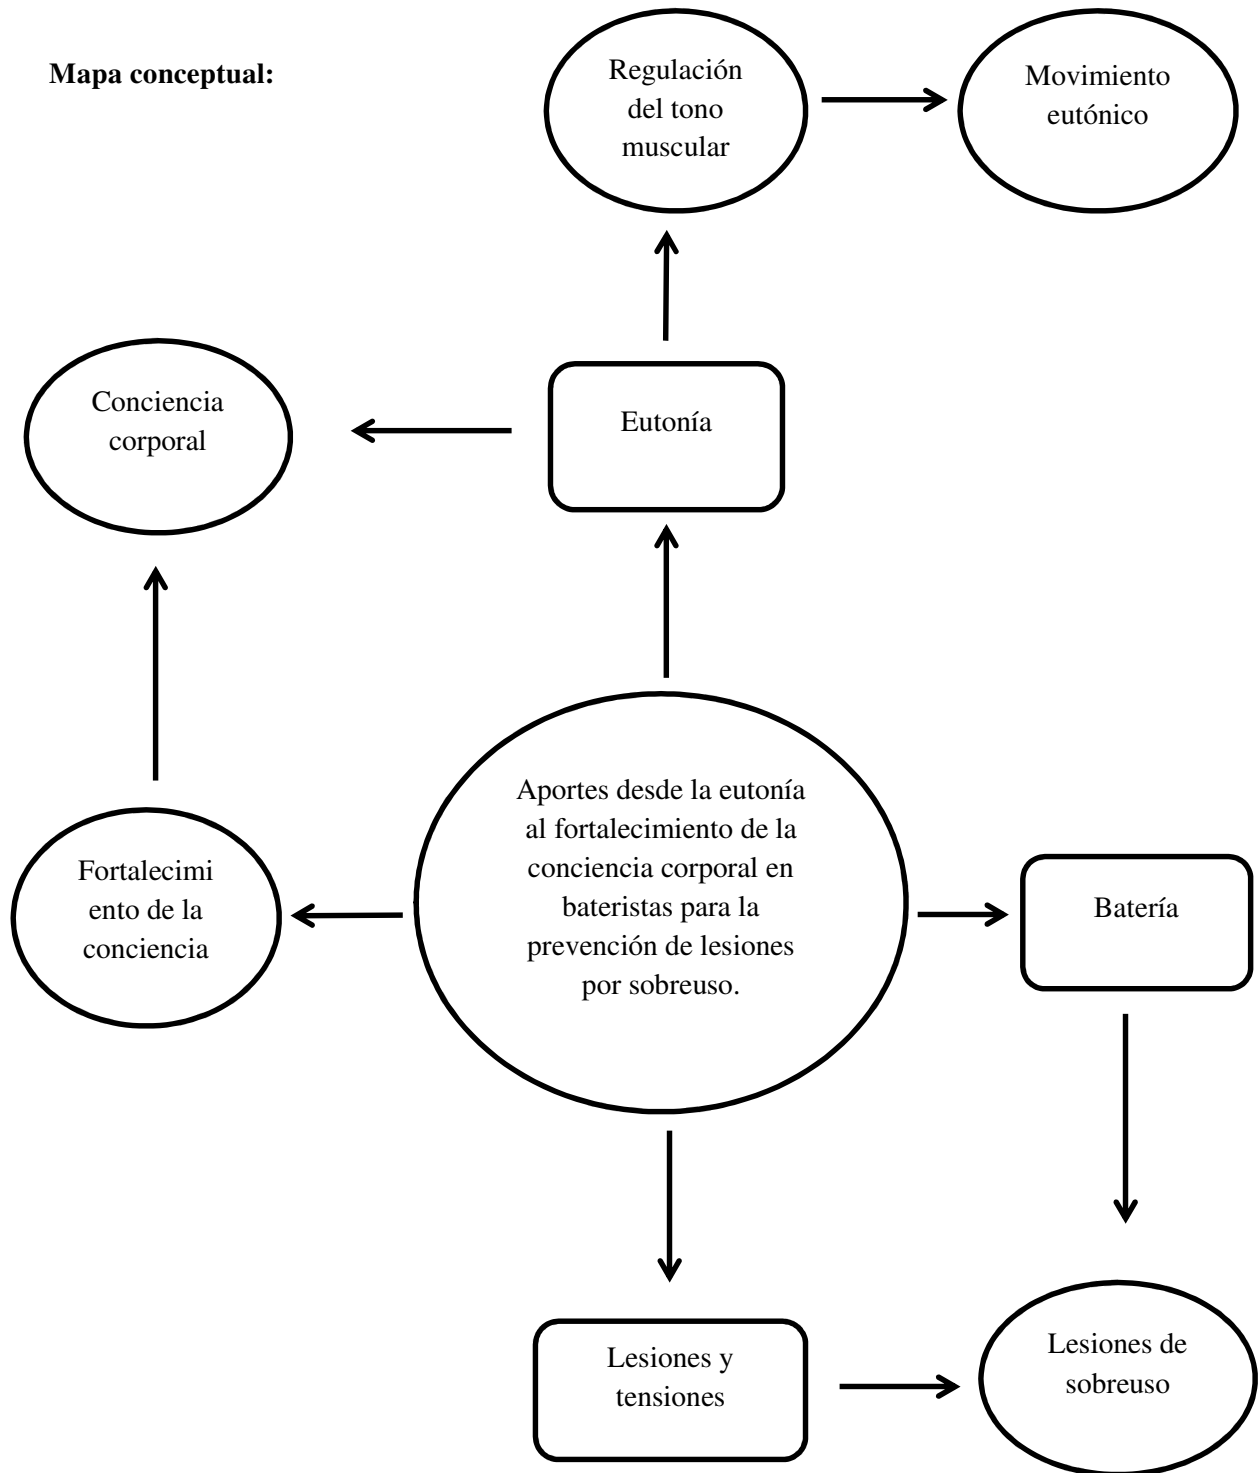 Mapa conceptual:
Regulación
del tono
muscular
Movimiento
eutónico
Conciencia
corporal
Eutonía
Aportes desde la eutonía
al fortalecimiento de la
conciencia corporal en
bateristas para la
prevención de lesiones
por sobreuso.
Fortalecimi
ento de la
conciencia
Batería
Lesiones y
tensiones
Lesiones de
sobreuso